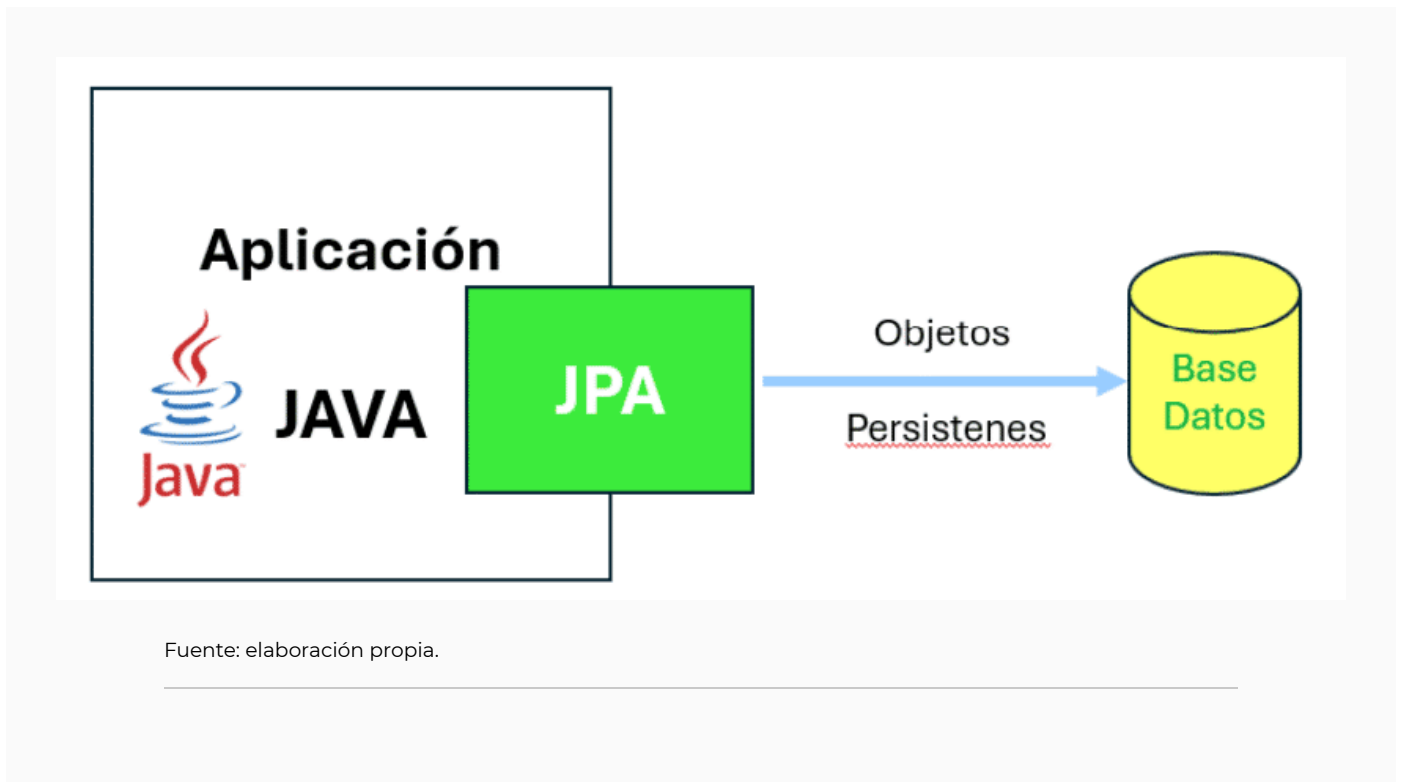 Aplicación
JAVA
Java
JPA
Objetos
Persistenes
Base
Datos
Fuente: elaboración propia.